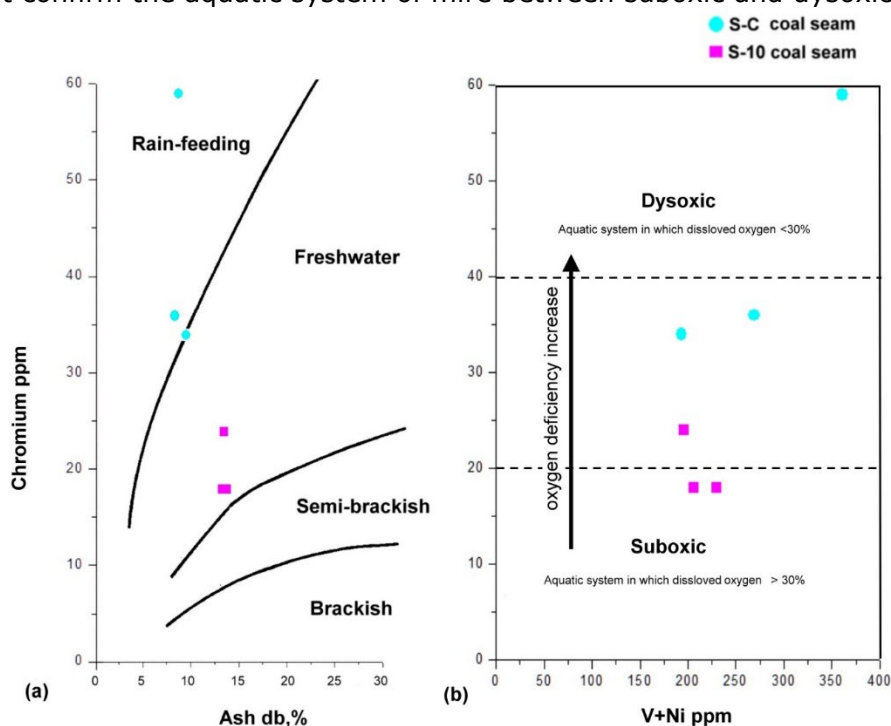 t confirm the aquatic system of mire between suboxic and dysoxic
S-C coal seam
S-10 coal seam
60
50
40
30
20
10
0
Chromium ppm
Rain-feeding
Freshwater
Semi-brackish
Brackish
0 5 10 15 20 25 30
(a)
Ash db,%
60
50
40
30
20
10
0
Dysoxic
Aquatic system in which dissloved oxygen <30%
oxygen deficiency increase
Suboxic
Aquatic system in which dissloved oxygen > 30%
0 50 100 150 200 250 300 350 400
(b)
V+Ni ppm